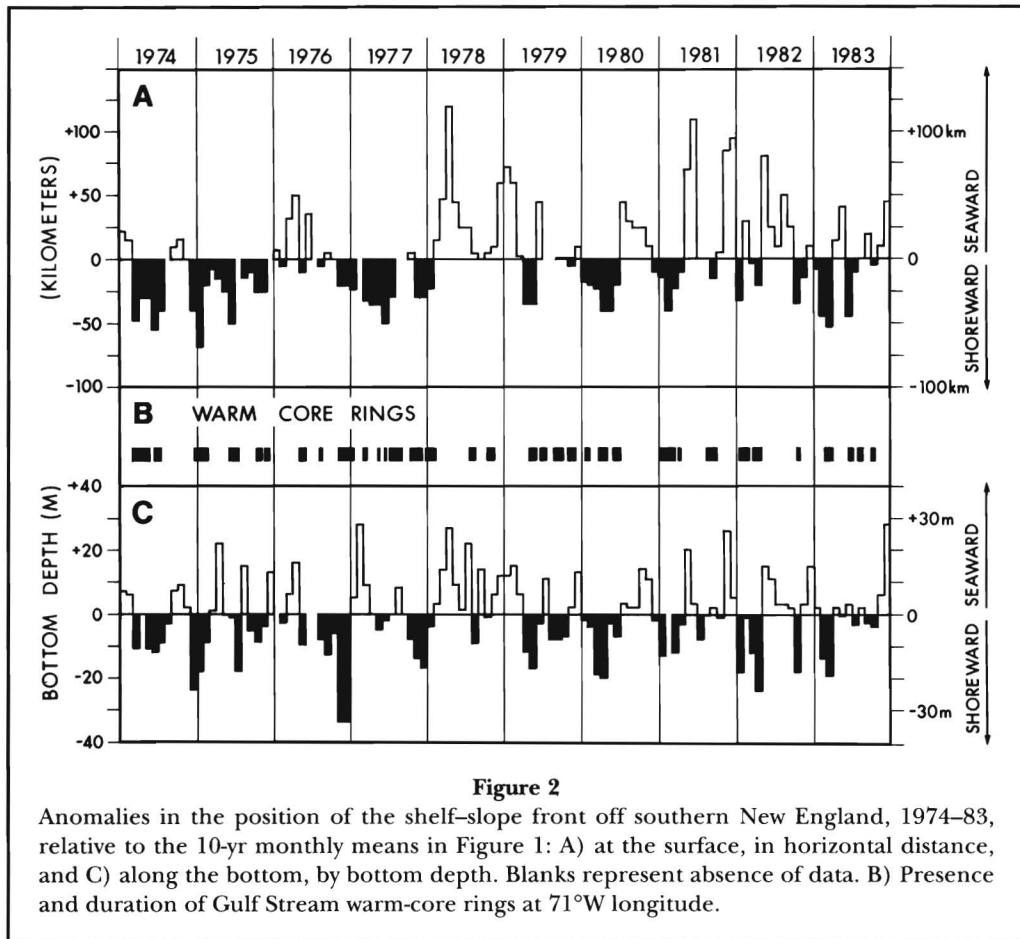 1974 1975 1976 1977 1978 1979 1980 1981 1982 1983
A
(KILOMETERS)
+100
+50
0
-50
-100
+100km
0
-100km
SHOREWARD SEAWARD
B WARM CORE RINGS
C
BOTTOM DEPTH (M)
+40
+20
0
-20
-40
+30m
0
-30m
SHOREWARD SEAWARD
Figure 2
Anomalies in the position of the shelf–slope front off southern New England, 1974–83,
relative to the 10-yr monthly means in Figure 1: A) at the surface, in horizontal distance,
and C) along the bottom, by bottom depth. Blanks represent absence of data. B) Presence
and duration of Gulf Stream warm-core rings at 71°W longitude.